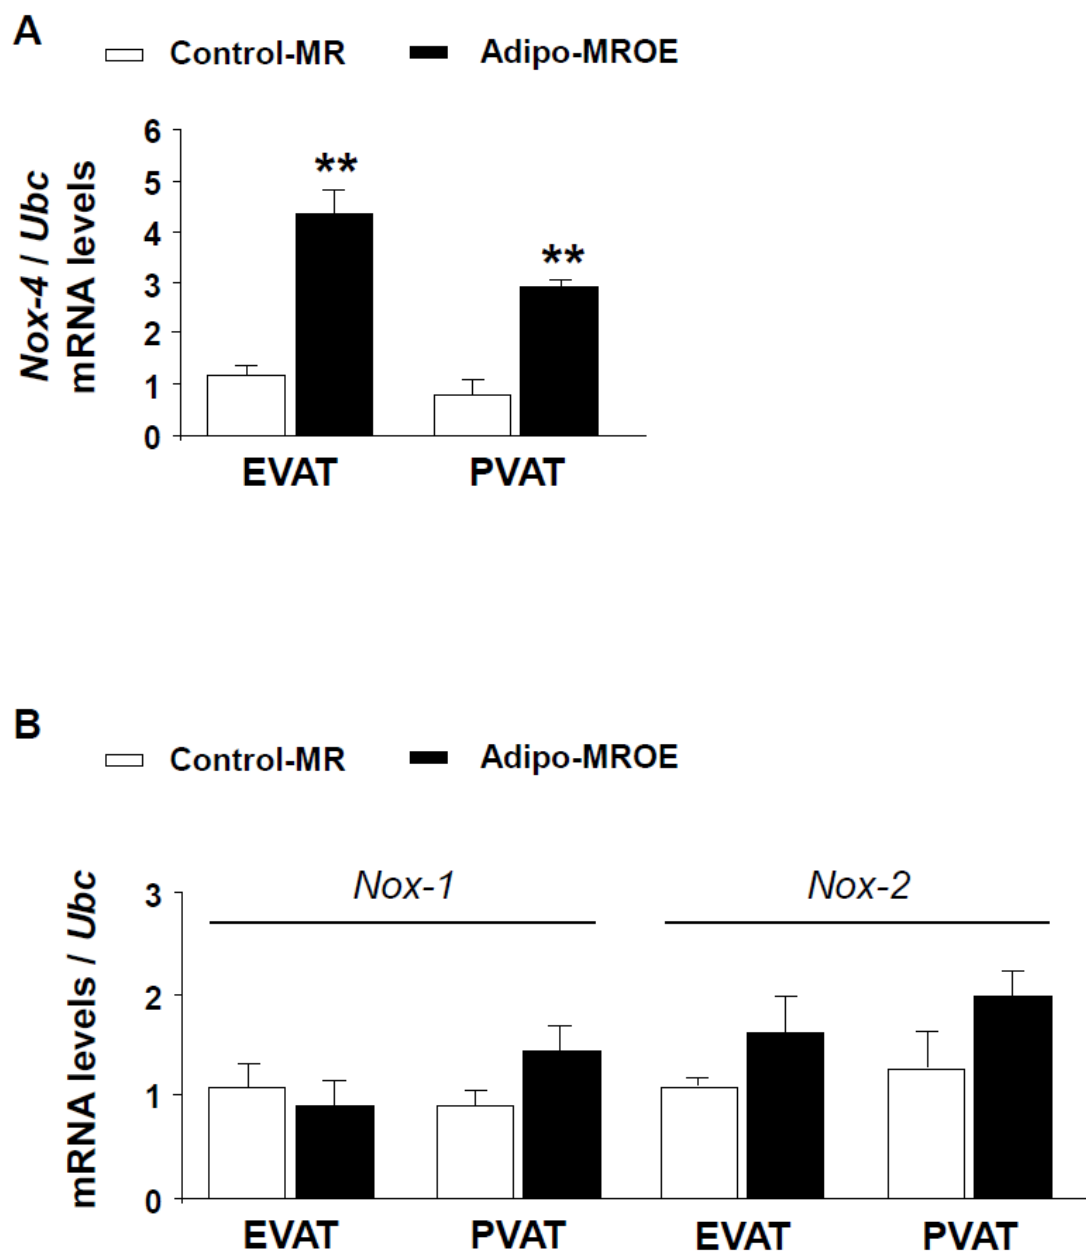 A
Control-MR Adipo-MROE
Nox-4 / Ubc
mRNA levels
6
5
4
3
2
1
0
**
**
EVAT PVAT
B
Control-MR Adipo-MROE
mRNA levels / Ubc
3
2
1
0
Nox-1 Nox-2
EVAT PVAT EVAT PVAT